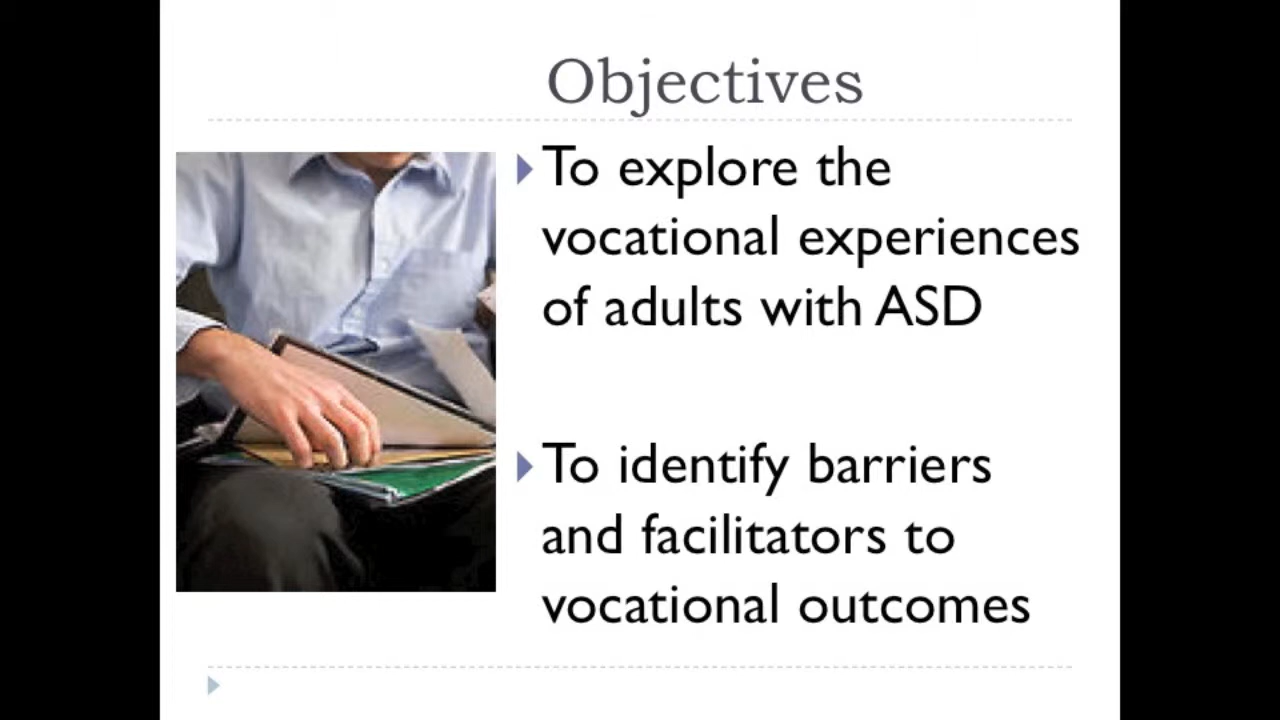 Objectives
To explore the
vocational experiences
of adults with ASD
To identify barriers
and facilitators to
vocational outcomes